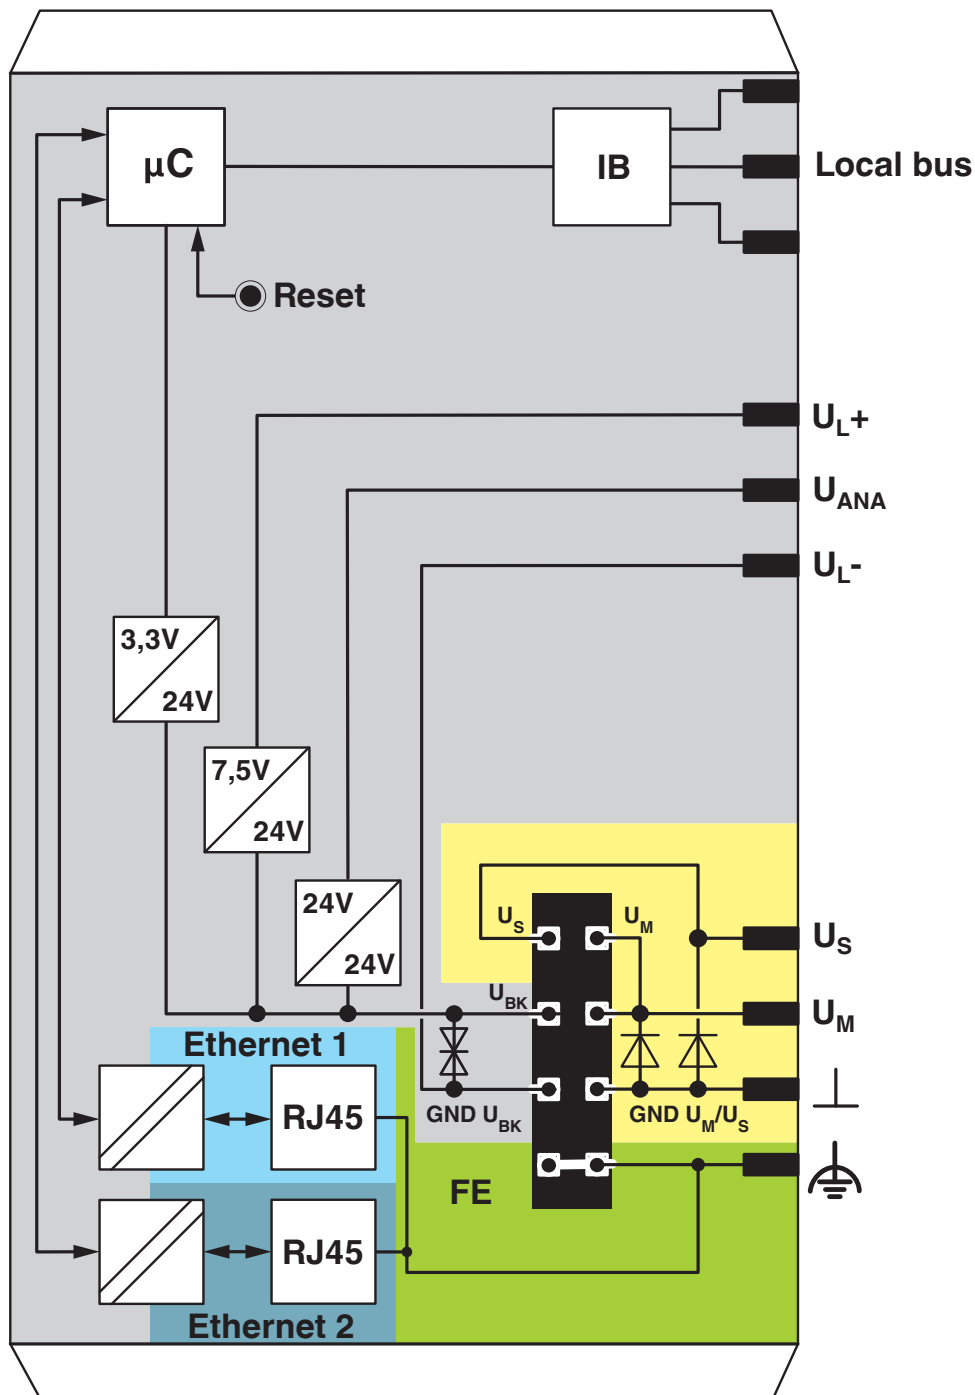 µC
IB
Local bus
Reset
UL+
UANA
UL-
3,3V
24V
7,5V
24V
24V
24V
US
UM
US
UBK
UM
Ethernet 1
RJ45
GND UBK
GND UM/US
FE
RJ45
Ethernet 2